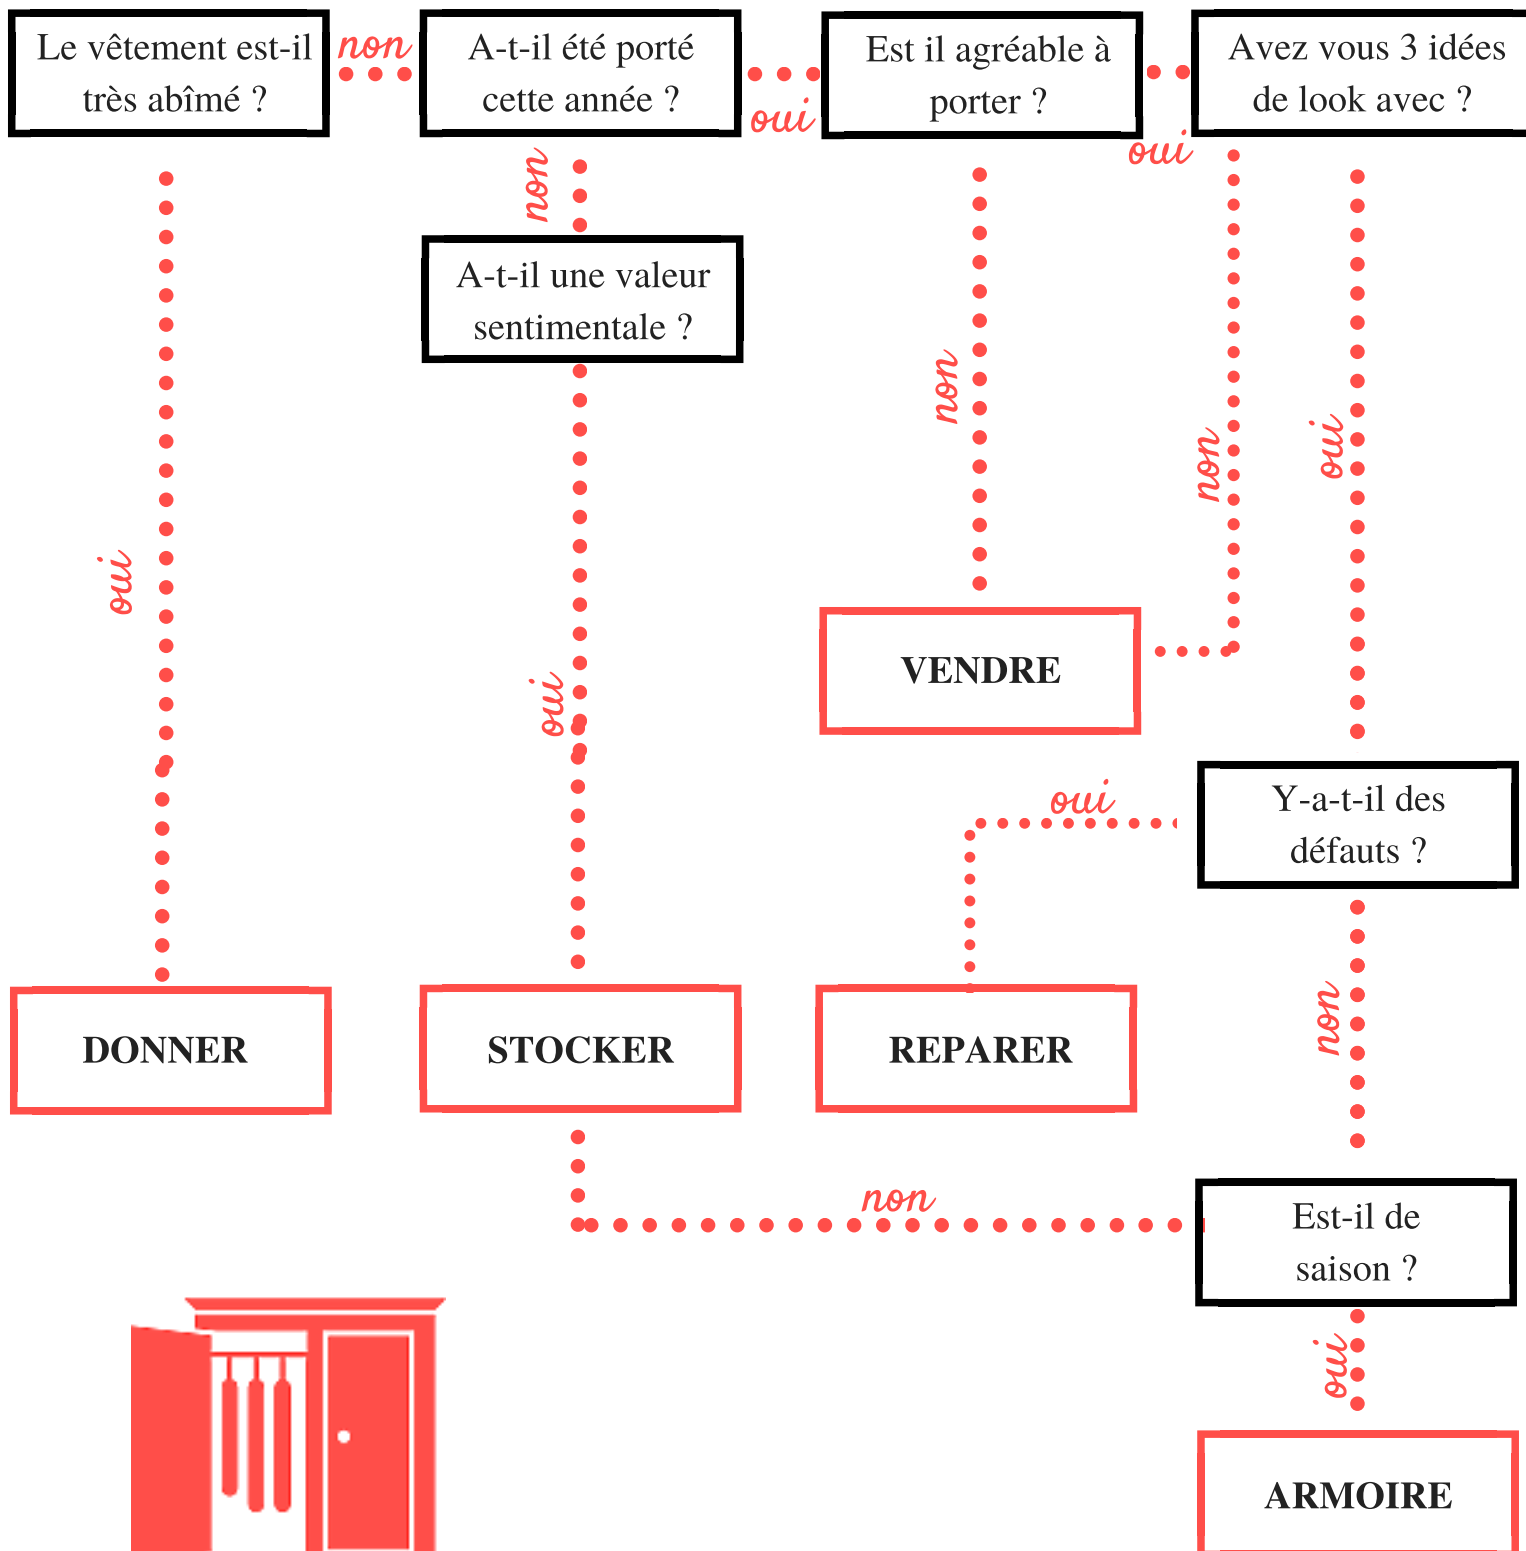 Le vêtement est-il
très abîmé ?
non
A-t-il été porté
cette année ?
oui
Est il agréable à
porter ?
oui
Avez vous 3 idées
de look avec ?
non
A-t-il une valeur
sentimentale ?
non
non
oui
oui
oui
VENDRE
oui
Y-a-t-il des
défauts ?
non
DONNER
STOCKER
REPARER
non
Est-il de
saison ?
oui
ARMOIRE